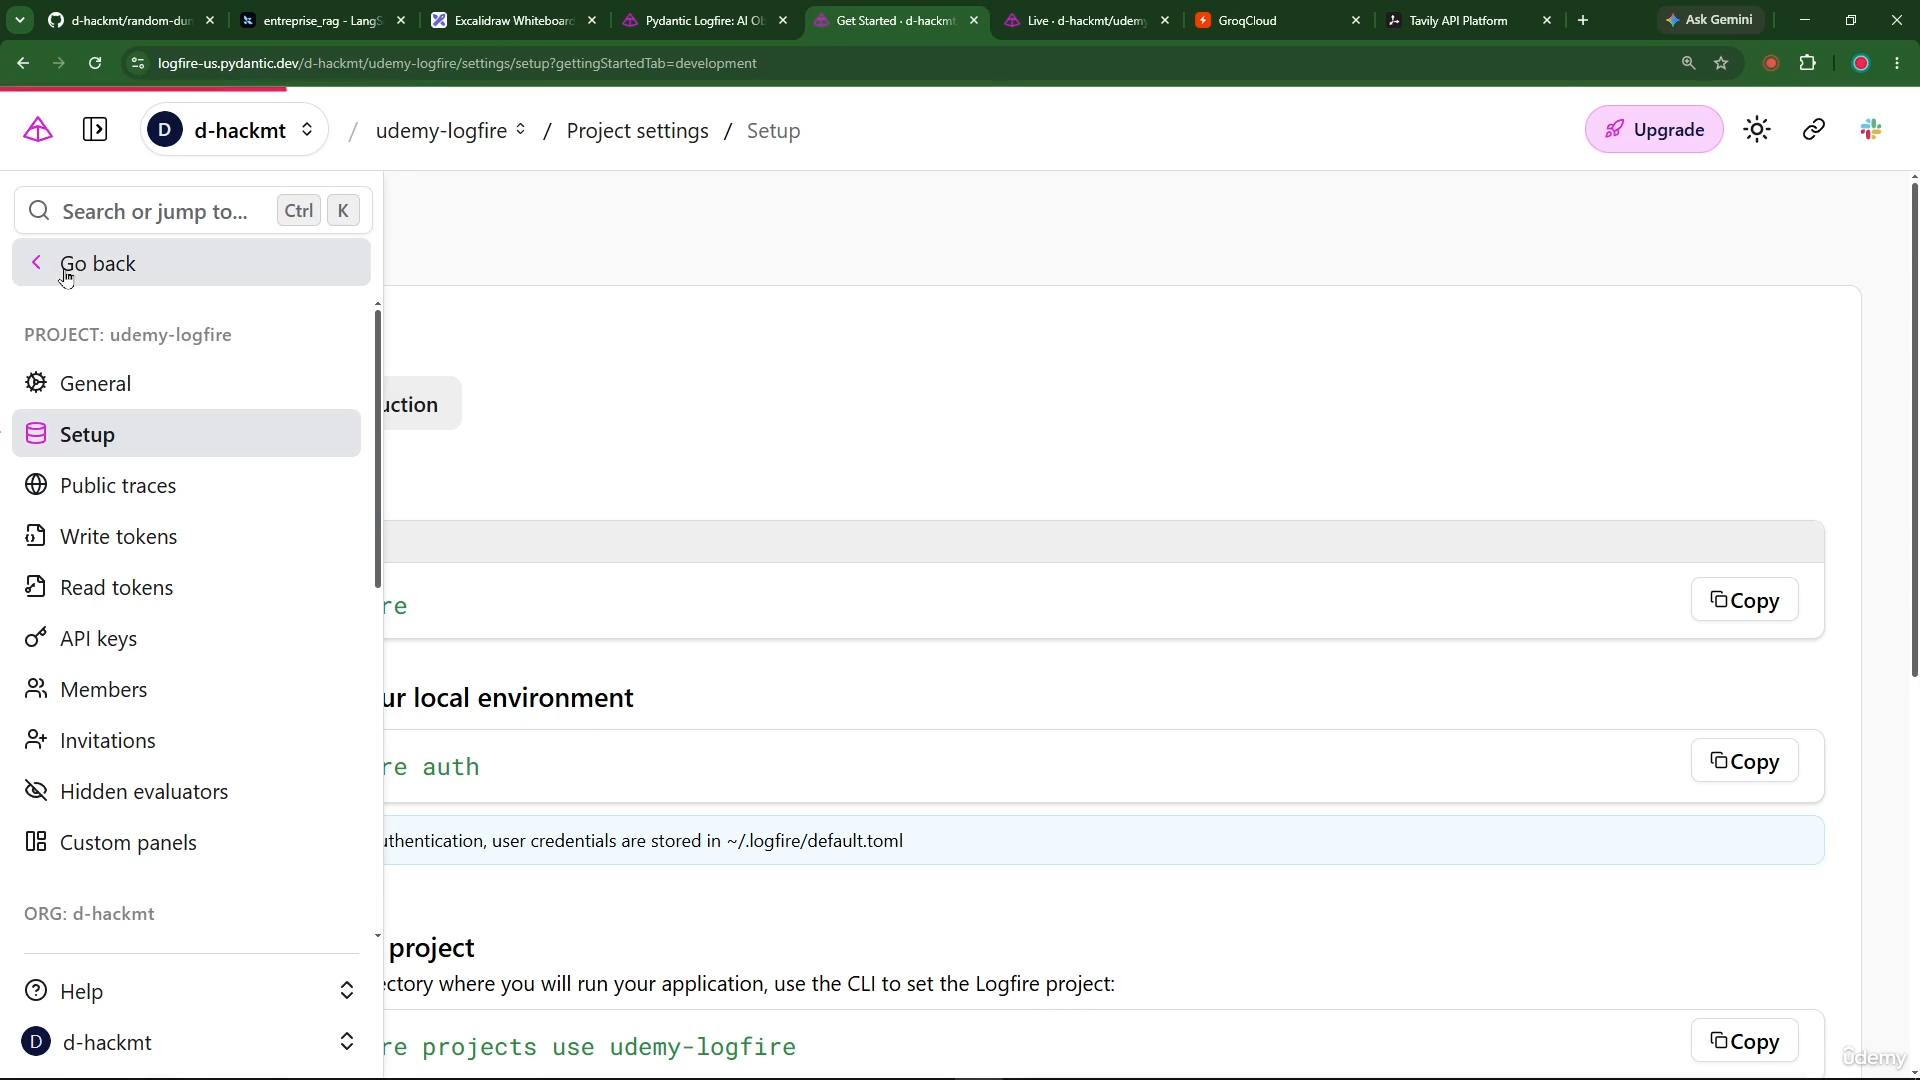 d-hackmt/random-dun
entreprise_rag - LangS
Excalidraw Whiteboard
Pydantic Logfire: AI Ob
Get Started · d-hackmt
Live · d-hackmt/udemy
GroqCloud
Tavily API Platform
Ask Gemini
logfire-us.pydantic.dev/d-hackmt/udemy-logfire/settings/setup?gettingStartedTab=development
D d-hackmt / udemy-logfire / Project settings / Setup
Upgrade
Search or jump to... Ctrl K
Go back
PROJECT: udemy-logfire
General
uction
Setup
Public traces
Write tokens
Read tokens
re
Copy
API keys
Members
ur local environment
Invitations
re auth
Copy
Hidden evaluators
Custom panels
uthentication, user credentials are stored in ~/.logfire/default.toml
ORG: d-hackmt
project
Help
ectory where you will run your application, use the CLI to set the Logfire project:
D d-hackmt
re projects use udemy-logfire
Copy
ûdemy